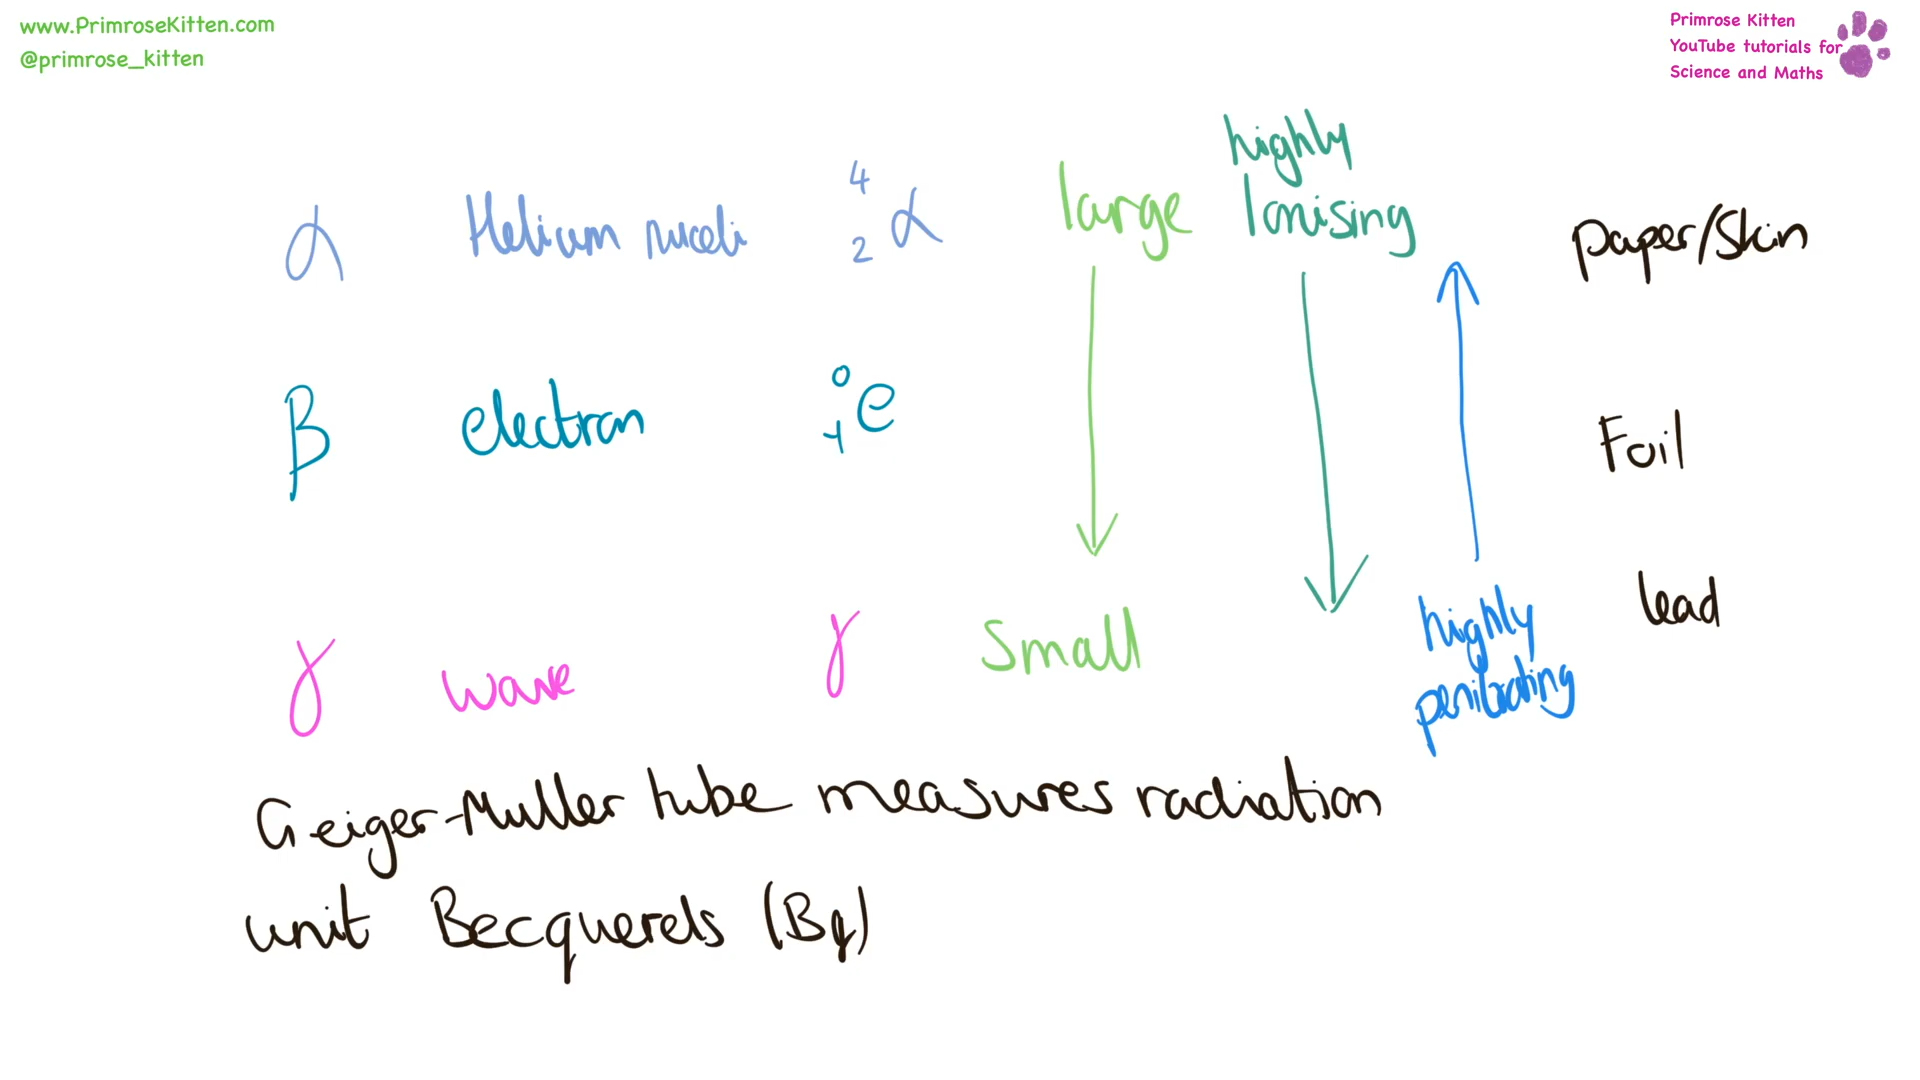 www.PrimroseKitten.com
@primrose_kitten
Primrose Kitten
YouTube tutorials for
Science and Maths
α Helium nuceli 4 2 α large highly Ionising paper/Skin
β electron 0 -1 e Foil
γ wave γ Small highly penitrating lead
Geiger-Muller tube measures radiation
unit Becquerels (Bq)